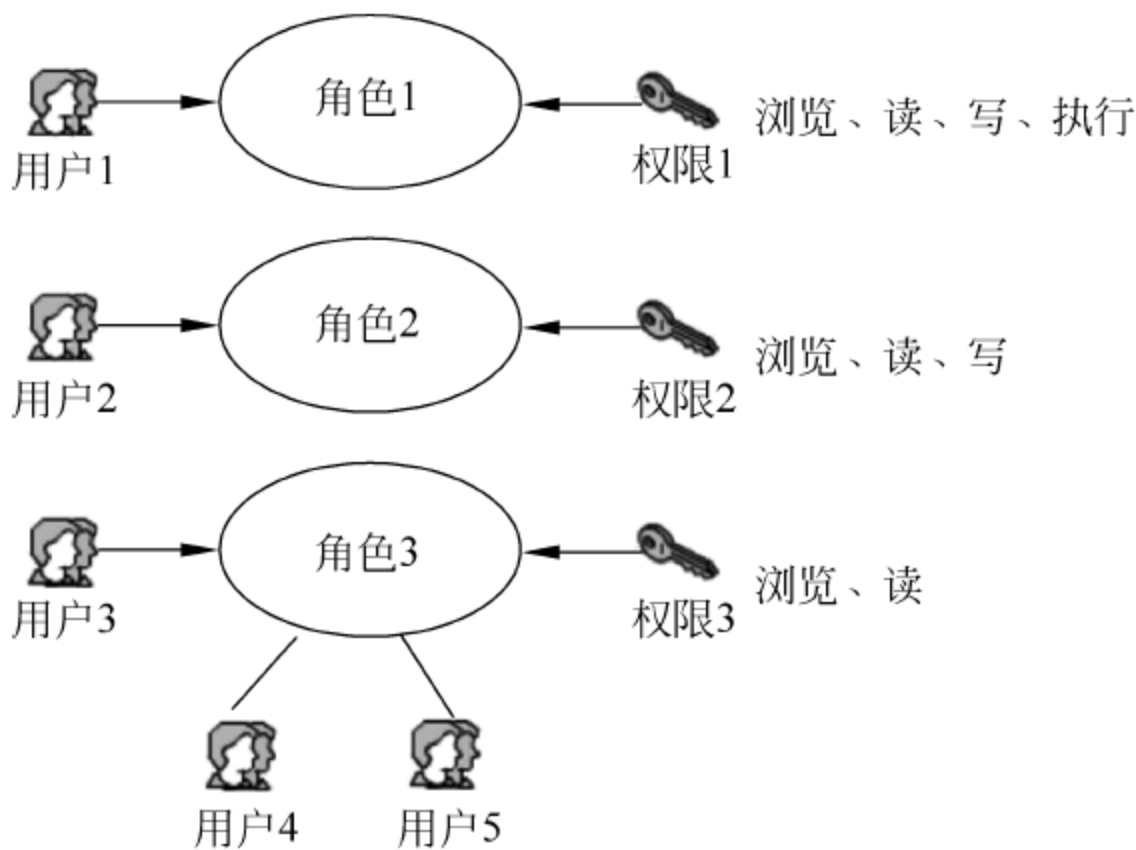 角色1
浏览、读、写、执行
用户1
权限1
角色2
浏览、读、写
用户2
权限2
角色3
浏览、读
用户3
权限3
用户4
用户5